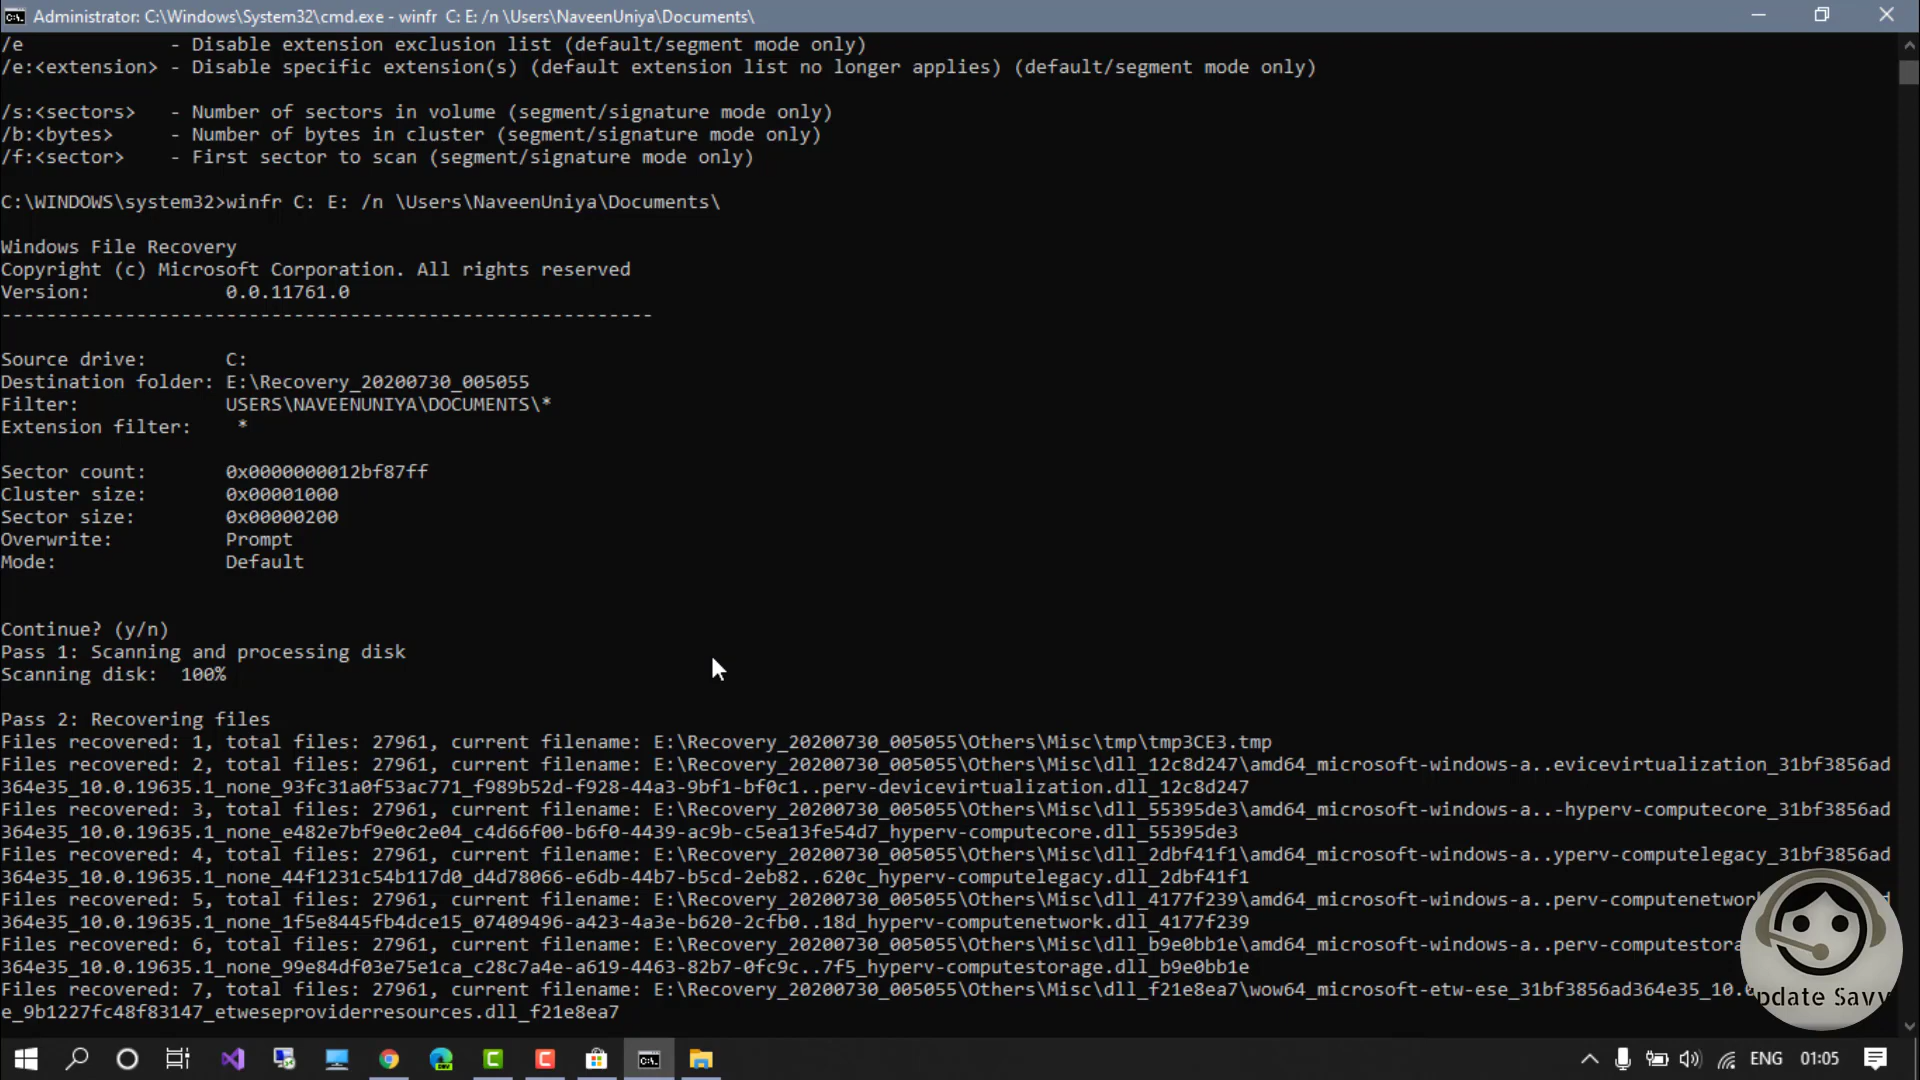 Administrator: C:\Windows\System32\cmd.exe - winfr  C: E: /n \Users\NaveenUniya\Documents\
/e             - Disable extension exclusion list (default/segment mode only)
/e:<extension> - Disable specific extension(s) (default extension list no longer applies) (default/segment mode only)
/s:<sectors>   - Number of sectors in volume (segment/signature mode only)
/b:<bytes>     - Number of bytes in cluster (segment/signature mode only)
/f:<sector>    - First sector to scan (segment/signature mode only)
C:\WINDOWS\system32>winfr C: E: /n \Users\NaveenUniya\Documents\
Windows File Recovery
Copyright (c) Microsoft Corporation. All rights reserved
Version:            0.0.11761.0
----------------------------------------------------------
Source drive:       C:
Destination folder: E:\Recovery_20200730_005055
Filter:             USERS\NAVEENUNIYA\DOCUMENTS\*
Extension filter:    *
Sector count:       0x0000000012bf87ff
Cluster size:       0x00001000
Sector size:        0x00000200
Overwrite:          Prompt
Mode:               Default
Continue? (y/n)
Pass 1: Scanning and processing disk
Scanning disk:  100%
Pass 2: Recovering files
Files recovered: 1, total files: 27961, current filename: E:\Recovery_20200730_005055\Others\Misc\tmp\tmp3CE3.tmp
Files recovered: 2, total files: 27961, current filename: E:\Recovery_20200730_005055\Others\Misc\dll_12c8d247\amd64_microsoft-windows-a..evicevirtualization_31bf3856ad
364e35_10.0.19635.1_none_93fc31a0f53ac771_f989b52d-f928-44a3-9bf1-bf0c1..perv-devicevirtualization.dll_12c8d247
Files recovered: 3, total files: 27961, current filename: E:\Recovery_20200730_005055\Others\Misc\dll_55395de3\amd64_microsoft-windows-a..-hyperv-computecore_31bf3856ad
364e35_10.0.19635.1_none_e482e7bf9e0c2e04_c4d66f00-b6f0-4439-ac9b-c5ea13fe54d7_hyperv-computecore.dll_55395de3
Files recovered: 4, total files: 27961, current filename: E:\Recovery_20200730_005055\Others\Misc\dll_2dbf41f1\amd64_microsoft-windows-a..yperv-computelegacy_31bf3856ad
364e35_10.0.19635.1_none_44f1231c54b117d0_d4d78066-e6db-44b7-b5cd-2eb82..620c_hyperv-computelegacy.dll_2dbf41f1
Files recovered: 5, total files: 27961, current filename: E:\Recovery_20200730_005055\Others\Misc\dll_4177f239\amd64_microsoft-windows-a..perv-computenetwor
364e35_10.0.19635.1_none_1f5e8445fb4dce15_07409496-a423-4a3e-b620-2cfb0..18d_hyperv-computenetwork.dll_4177f239
Files recovered: 6, total files: 27961, current filename: E:\Recovery_20200730_005055\Others\Misc\dll_b9e0bb1e\amd64_microsoft-windows-a..perv-computestora
364e35_10.0.19635.1_none_99e84df03e75e1ca_c28c7a4e-a619-4463-82b7-0fc9c..7f5_hyperv-computestorage.dll_b9e0bb1e
Files recovered: 7, total files: 27961, current filename: E:\Recovery_20200730_005055\Others\Misc\dll_f21e8ea7\wow64_microsoft-etw-ese_31bf3856ad364e35_10.
e_9b1227fc48f83147_etweseproviderresources.dll_f21e8ea7
pdate Savvy
ENG 01:05